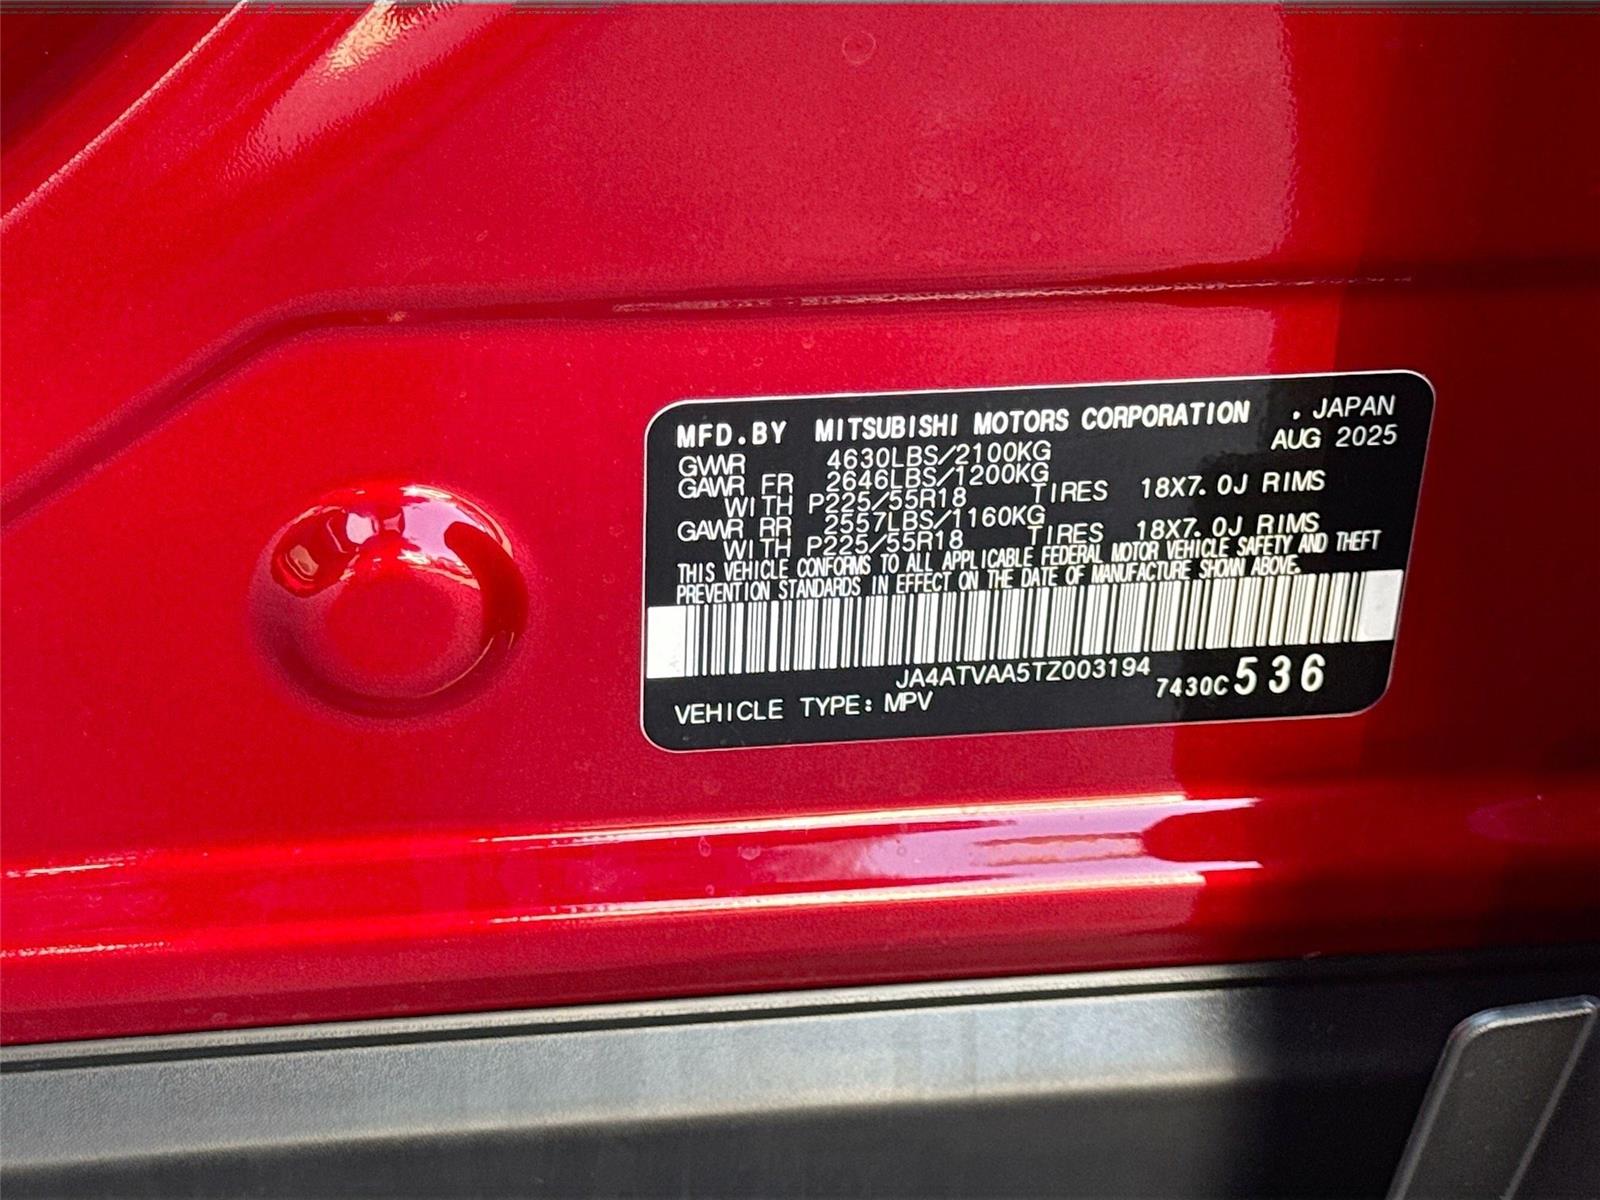 MFD.BY MITSUBISHI MOTORS CORPORATION . JAPAN
AUG 2025
GVWR 4630LBS/2100KG
GAWR FR 2646LBS/1200KG
WITH P225/55R18 TIRES 18X7.0J RIMS
GAWR RR 2557LBS/1160KG
WITH P225/55R18 TIRES 18X7.0J RIMS
THIS VEHICLE CONFORMS TO ALL APPLICABLE FEDERAL MOTOR VEHICLE SAFETY AND THEFT
PREVENTION STANDARDS IN EFFECT ON THE DATE OF MANUFACTURE SHOWN ABOVE.
JA4ATVAA5TZ003194
7430C 536
VEHICLE TYPE: MPV